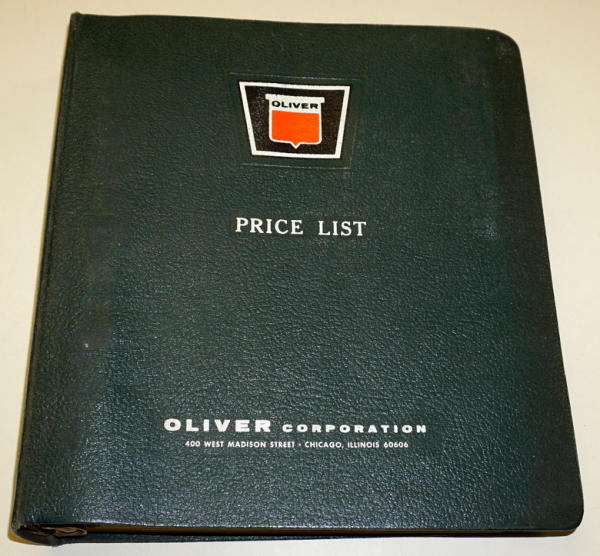 OLIVER
PRICE LIST
OLIVER CORPORATION
400 WEST MADISON STREET • CHICAGO, ILLINOIS 60606